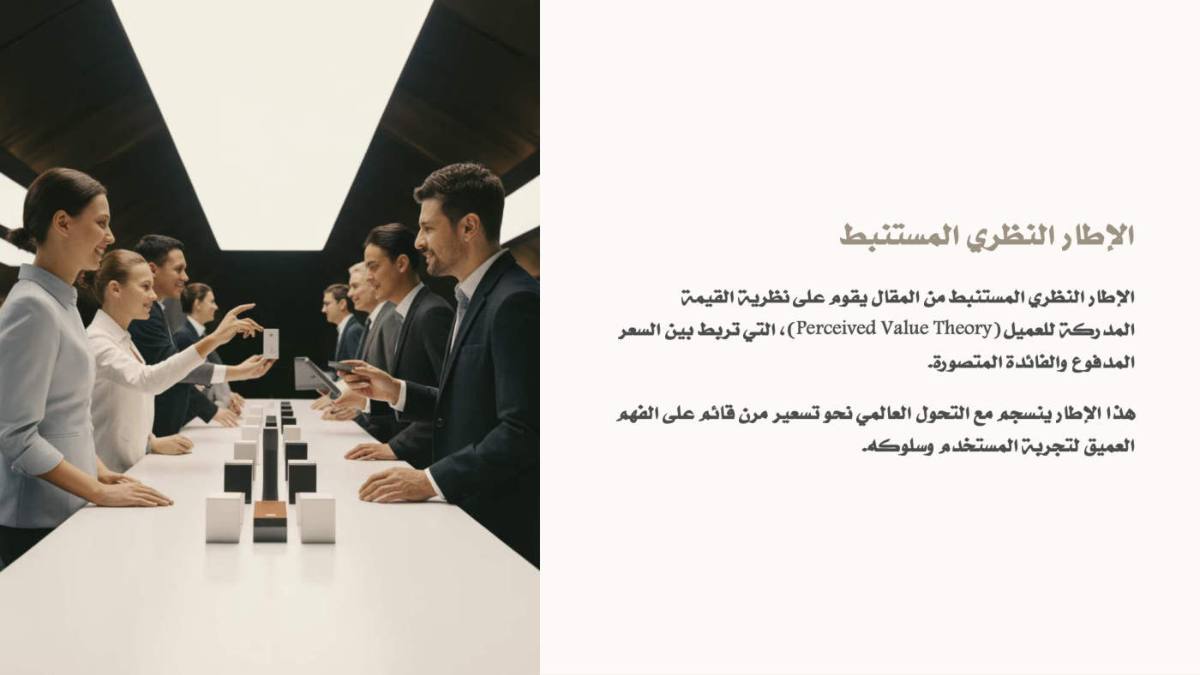 الإطار النظري المستنبط
الإطار النظري المستنبط من المقال يقوم على نظرية القيمة
المدركة للعميل (Perceived Value Theory)، التي تربط بين السعر
المدفوع والفائدة المتصورة.
هذا الإطار ينسجم مع التحول العالمي نحو تسعير مرن قائم على الفهم
العميق لتجربة المستخدم وسلوكه.